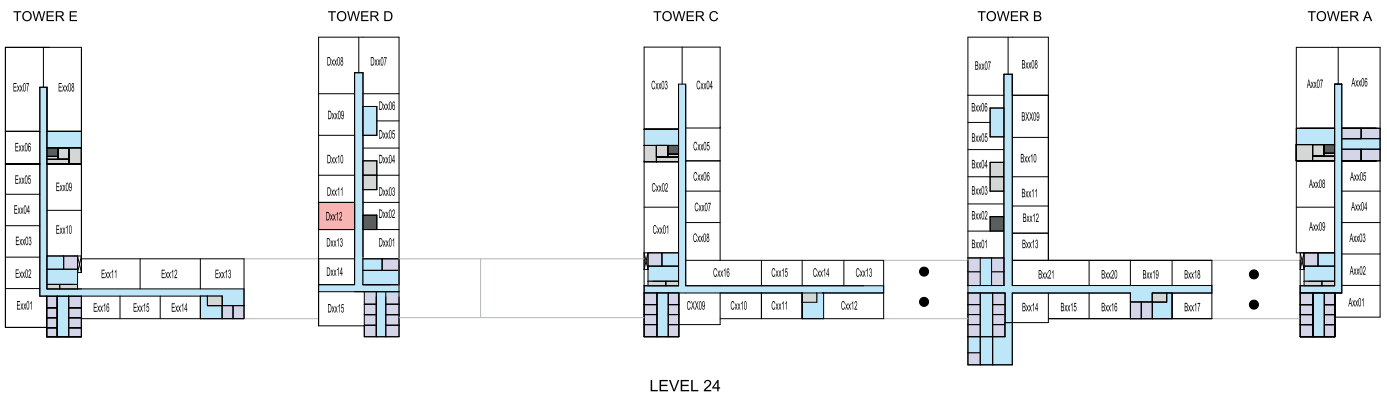 TOWER E
TOWER D
TOWER C
TOWER B
TOWER A
Exx07
Exx08
Exx06
Exx05
Exx09
Exx04
Exx03
Exx10
Exx02
Exx01
Exx11
Exx12
Exx13
Exx16
Exx15
Exx14
Dxx08
Dxx07
Dxx06
Dxx09
Dxx05
Dxx10
Dxx04
Dxx11
Dxx03
Dxx12
Dxx02
Dxx13
Dxx01
Dxx14
Dxx15
Cxx03
Cxx04
Cxx05
Cxx02
Cxx06
Cxx07
Cxx01
Cxx08
Cxx16
Cxx15
Cxx14
Cxx13
CXX09
Cxx10
Cxx11
Cxx12
Bxx07
Bxx08
Bxx06
BXX09
Bxx05
Bxx04
Bxx10
Bxx03
Bxx11
Bxx02
Bxx12
Bxx01
Bxx13
Bxx21
Bxx20
Bxx19
Bxx18
Bxx14
Bxx15
Bxx16
Bxx17
Axx07
Axx06
Axx05
Axx08
Axx04
Axx09
Axx03
Axx02
Axx01
LEVEL 24